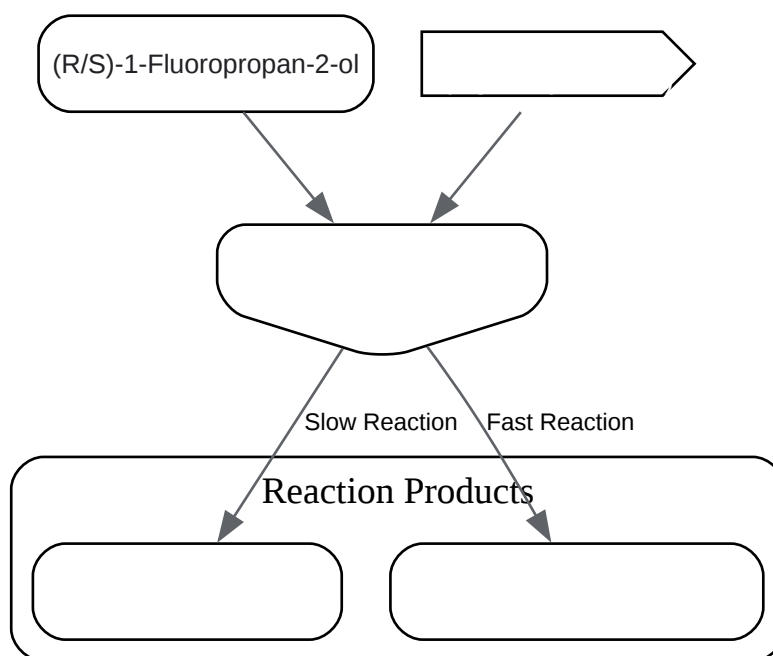 (R/S)-1-Fluoropropan-2-ol
Slow Reaction
Fast Reaction
Reaction Products